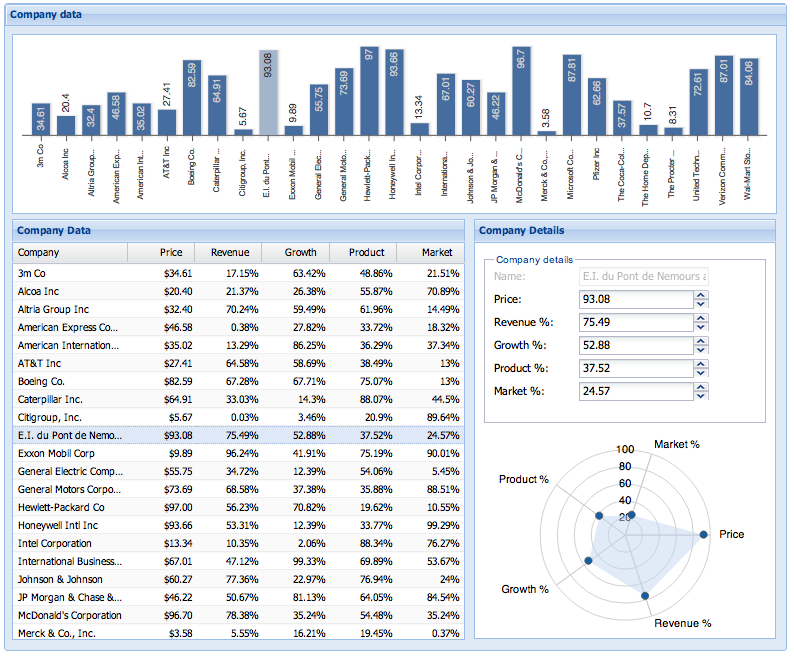 Company data
34.61 20.4 32.4 46.58 35.02 27.41 82.59 64.91 5.67 93.08 9.89 55.75 73.69 97 93.66 13.34 67.01 60.27 46.22 96.7 3.58 87.81 62.66 37.57 10.7 8.31 72.61 87.01 84.06
3m Co
Alcoa Inc
Altria Group...
American Exp...
American Int...
AT&T Inc
Boeing Co.
Caterpillar ...
Citigroup, Inc.
E.I. du Pont...
Exxon Mobil ...
General Elec...
General Moto...
Hewlett-Pack...
Honeywell In...
Intel Corpor...
Internationa...
Johnson & Jo...
JP Morgan & ...
McDonald's C...
Merck & Co.,...
Microsoft Co...
Pfizer Inc
The Coca-Col...
The Home Dep...
The Procter ...
United Techn...
Verizon Comm...
Wal-Mart Sto...
Company Data
Company Price Revenue Growth Product Market
3m Co $34.61 17.15% 63.42% 48.86% 21.51%
Alcoa Inc $20.40 21.37% 26.38% 55.87% 70.89%
Altria Group Inc $32.40 70.24% 59.49% 61.96% 14.49%
American Express Co... $46.58 0.38% 27.82% 33.72% 18.32%
American Internation... $35.02 13.29% 86.25% 36.29% 37.34%
AT&T Inc $27.41 64.58% 58.69% 38.49% 13%
Boeing Co. $82.59 67.28% 67.71% 75.07% 13%
Caterpillar Inc. $64.91 33.03% 14.3% 88.07% 44.5%
Citigroup, Inc. $5.67 0.03% 3.46% 20.9% 89.64%
E.I. du Pont de Nemo... $93.08 75.49% 52.88% 37.52% 24.57%
Exxon Mobil Corp $9.89 96.24% 41.91% 75.19% 90.01%
General Electric Comp... $55.75 34.72% 12.39% 54.06% 5.45%
General Motors Corpo... $73.69 68.58% 37.38% 35.88% 88.51%
Hewlett-Packard Co $97.00 56.23% 70.82% 19.62% 10.55%
Honeywell Intl Inc $93.66 53.31% 12.39% 33.77% 99.29%
Intel Corporation $13.34 10.35% 2.06% 88.34% 76.27%
International Business... $67.01 47.12% 99.33% 69.89% 53.67%
Johnson & Johnson $60.27 77.36% 22.97% 76.94% 24%
JP Morgan & Chase &... $46.22 50.67% 81.13% 64.05% 84.54%
McDonald's Corporation $96.70 78.38% 35.24% 54.48% 35.24%
Merck & Co., Inc. $3.58 5.55% 16.21% 19.45% 0.37%
Company Details
Company details
Name: E.I. du Pont de Nemours a
Price: 93.08
Revenue %: 75.49
Growth %: 52.88
Product %: 37.52
Market %: 24.57
Market %
100
80
60
40
20
Product %
Price
Growth %
Revenue %